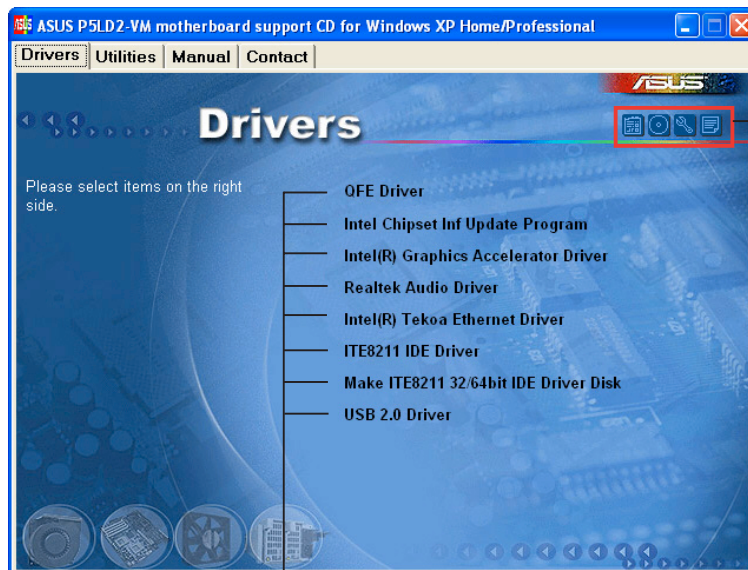 ASUS P5LD2-VM motherboard support CD for Windows XP Home/Professional
Drivers Utilities Manual Contact
ASUS
Drivers
Please select items on the right
side.
QFE Driver
Intel Chipset Inf Update Program
Intel(R) Graphics Accelerator Driver
Realtek Audio Driver
Intel(R) Tekoa Ethernet Driver
ITE8211 IDE Driver
Make ITE8211 32/64bit IDE Driver Disk
USB 2.0 Driver